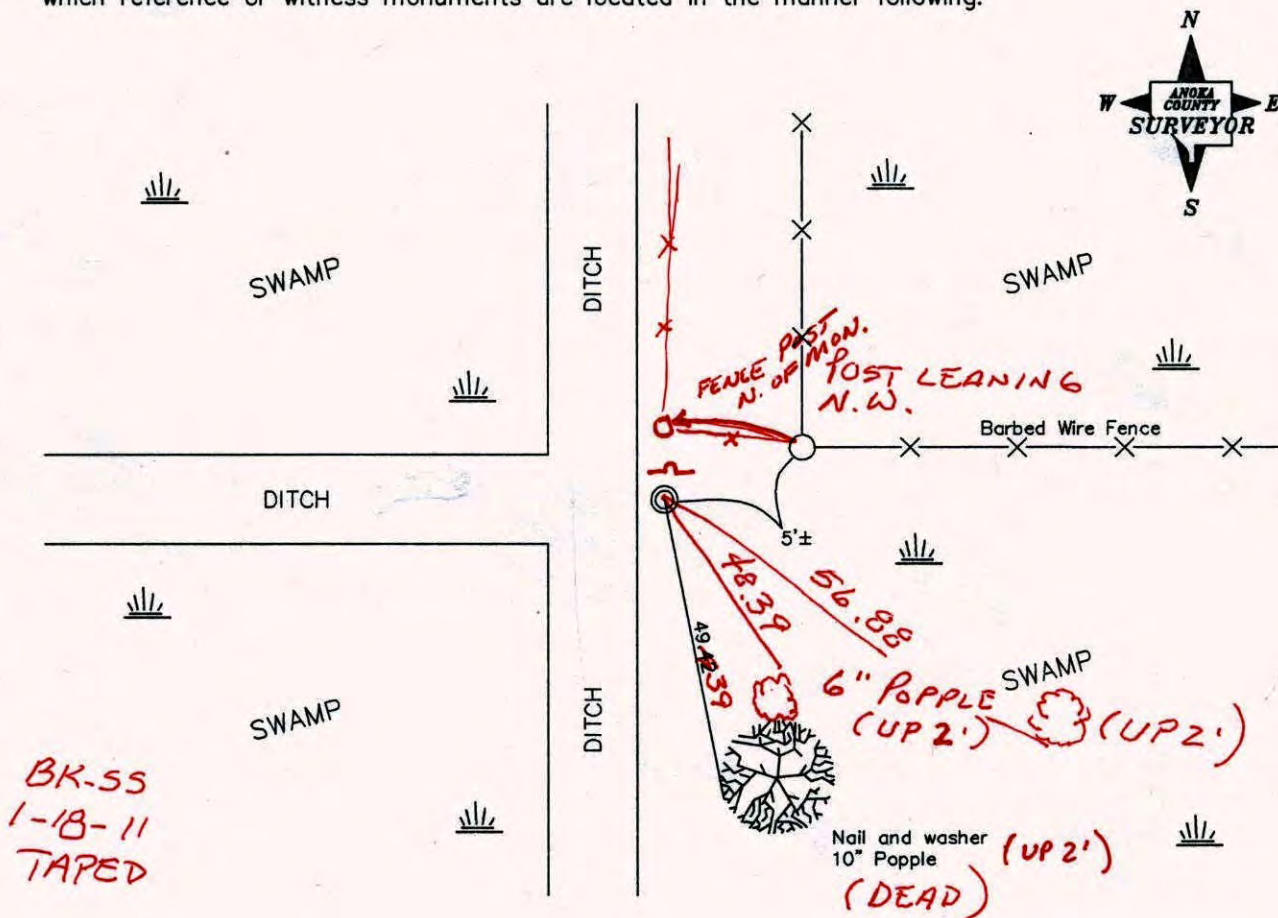 which reference or witness monuments are located in the manner following:
N
W
ANOKA
COUNTY
E
SURVEYOR
S
SWAMP
DITCH
SWAMP
FENCE POST
N. OF MON.
POST LEANING
N.W.
Barbed Wire Fence
DITCH
5'±
48.39
56.88
49.
39
6" POPPLE
(UP 2')
SWAMP
(UP 2')
SWAMP
DITCH
BK-SS
1-18-11
TAPED
Nail and washer
10" Popple
(UP 2')
(DEAD)